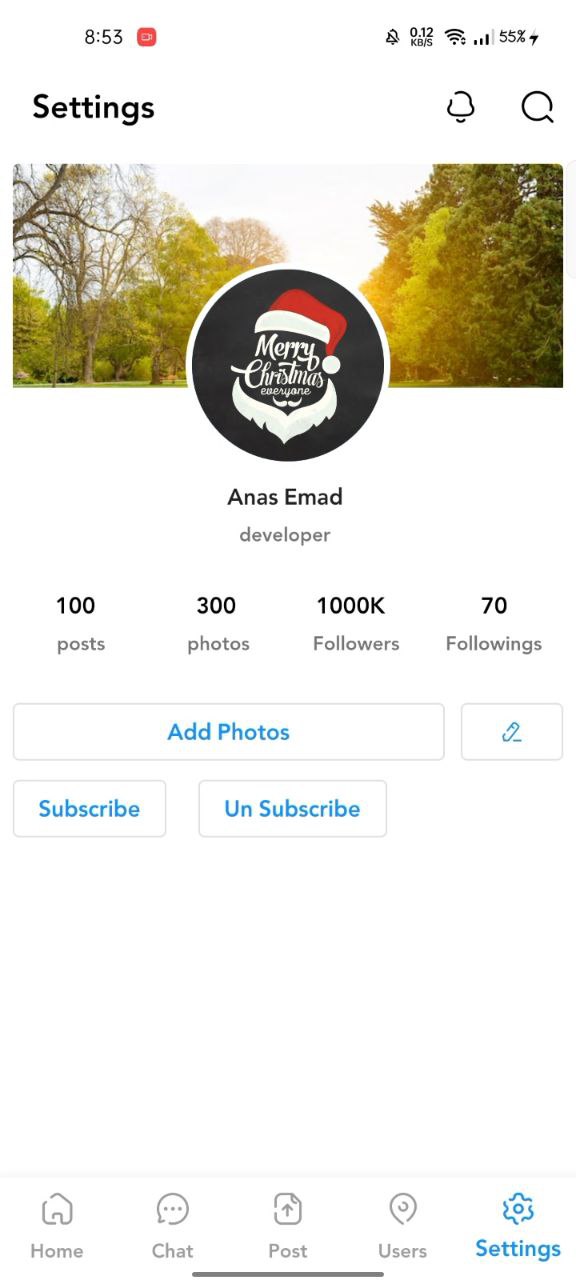 8:53
0.12
KB/S
55%
Settings
Merry
Christmas
everyone
Anas Emad
developer
100 300 1000K 70
posts photos Followers Followings
Add Photos
Subscribe Un Subscribe
Home Chat Post Users Settings